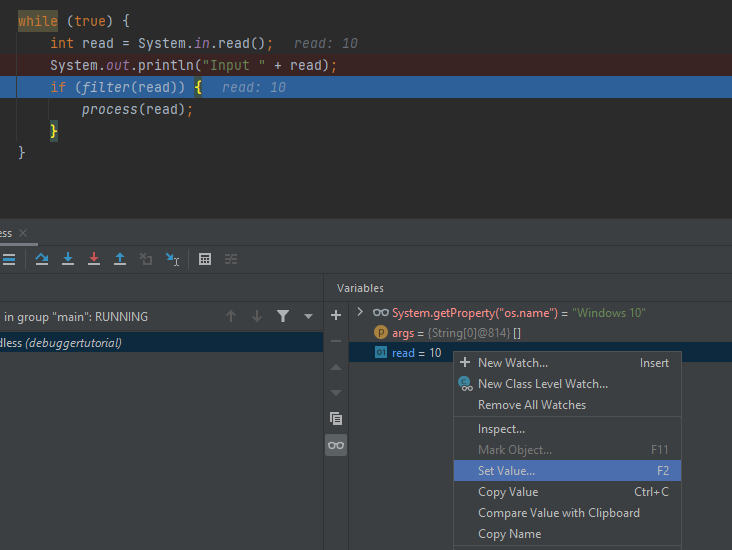 while (true) {
int read = System.in.read();   read: 10
System.out.println("Input " + read);
if (filter(read)) {   read: 10
process(read);
}
}
ess ×
Variables
in group "main": RUNNING
System.getProperty("os.name") = "Windows 10"
p args = {String[0]@814} []
dless (debuggertutorial)
01 read = 10
New Watch... Insert
New Class Level Watch...
Remove All Watches
Inspect...
Mark Object... F11
Set Value... F2
Copy Value Ctrl+C
Compare Value with Clipboard
Copy Name